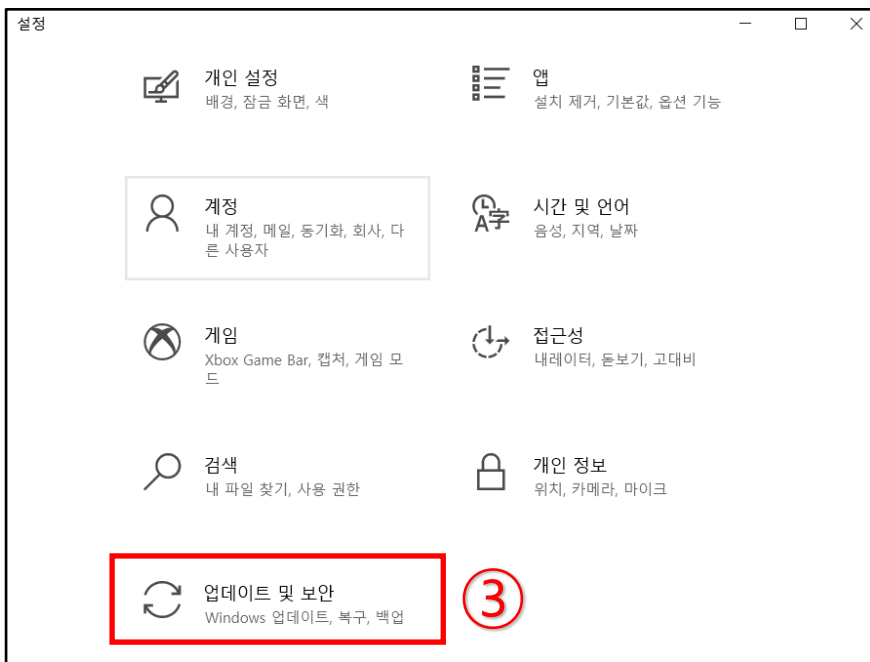 설정
개인 설정
배경, 잠금 화면, 색
앱
설치 제거, 기본값, 옵션 기능
계정
내 계정, 메일, 동기화, 회사, 다
른 사용자
시간 및 언어
음성, 지역, 날짜
게임
Xbox Game Bar, 캡처, 게임 모
드
접근성
내레이터, 돋보기, 고대비
검색
내 파일 찾기, 사용 권한
개인 정보
위치, 카메라, 마이크
업데이트 및 보안
Windows 업데이트, 복구, 백업
③